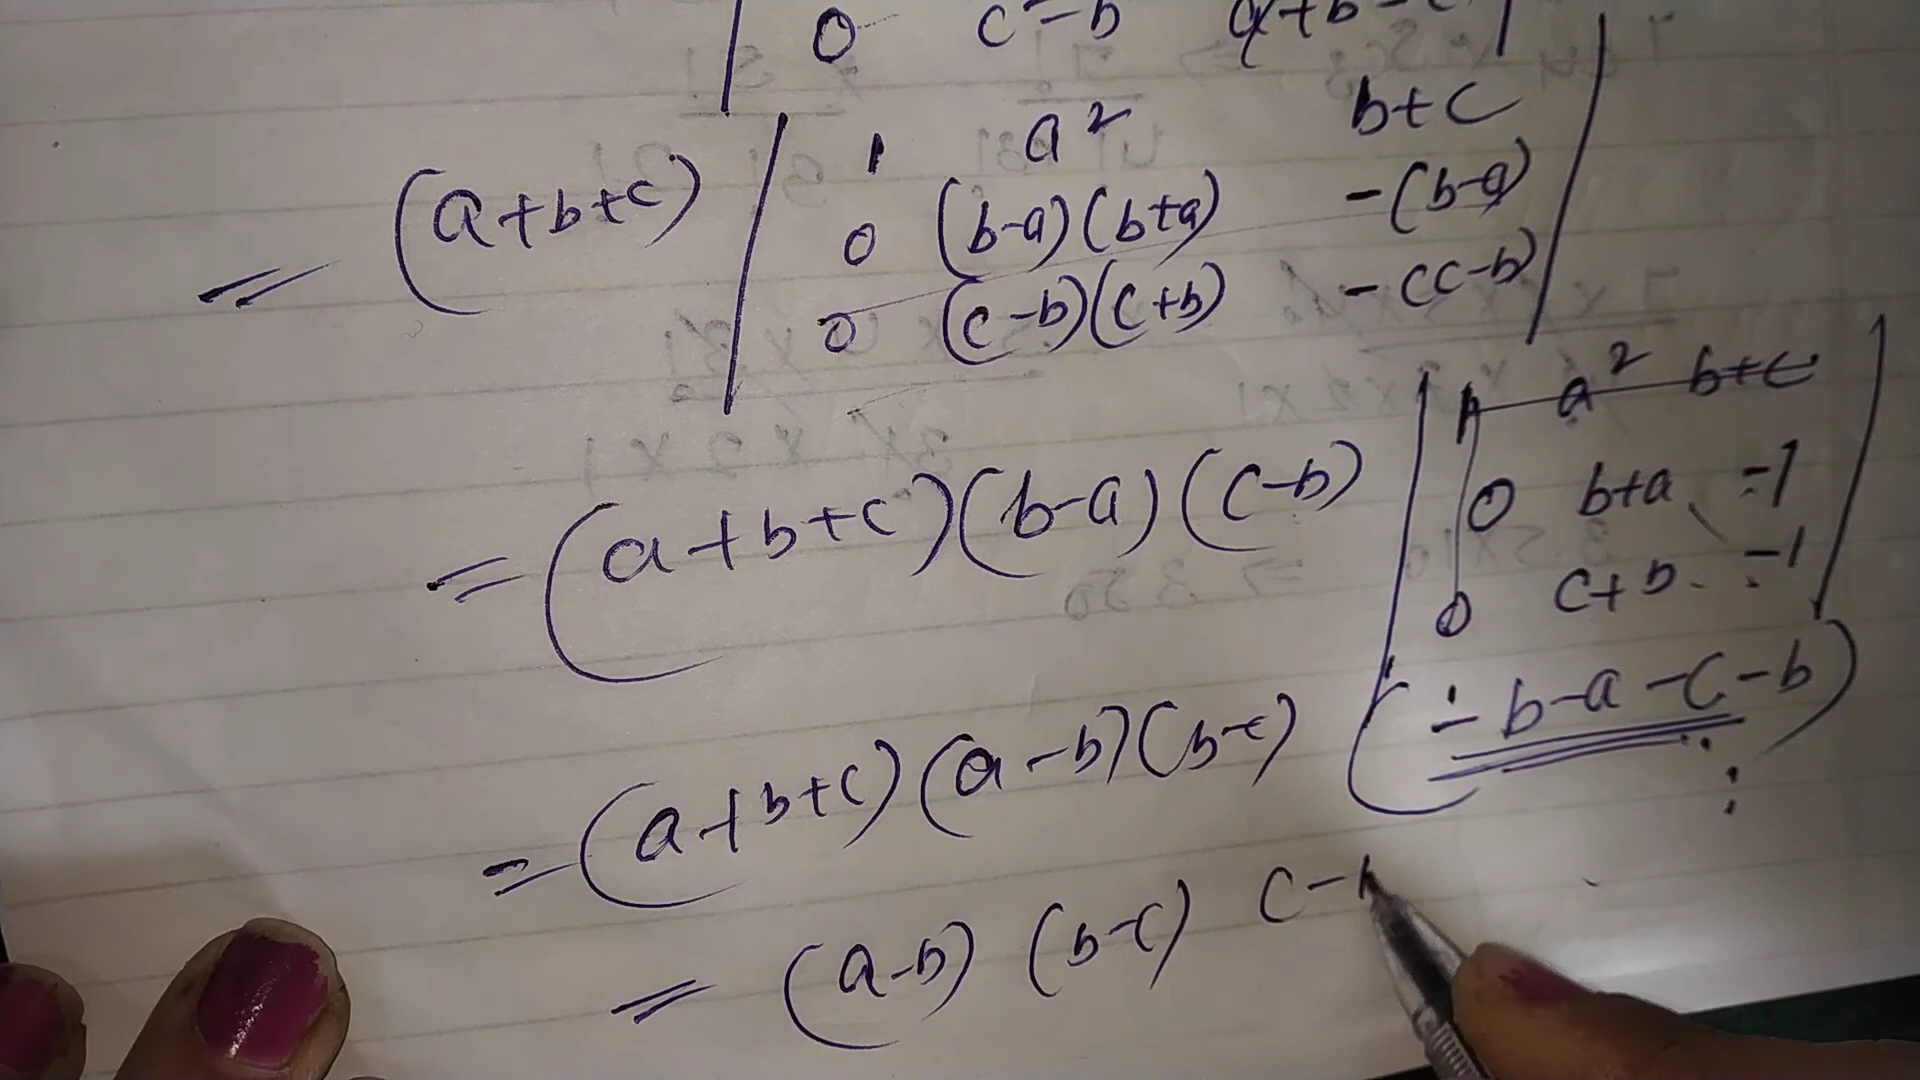 0 c-b a+b-c
1 a² b+c
= (a+b+c) 0 (b-a)(b+a) -(b-a)
0 (c-b)(c+b) -(c-b)
1 a² b+c
= (a+b+c)(b-a)(c-b) 0 b+a -1
0 c+b -1
= (a+b+c)(a-b)(b-c) (-b-a-c-b)
= (a-b) (b-c) c-